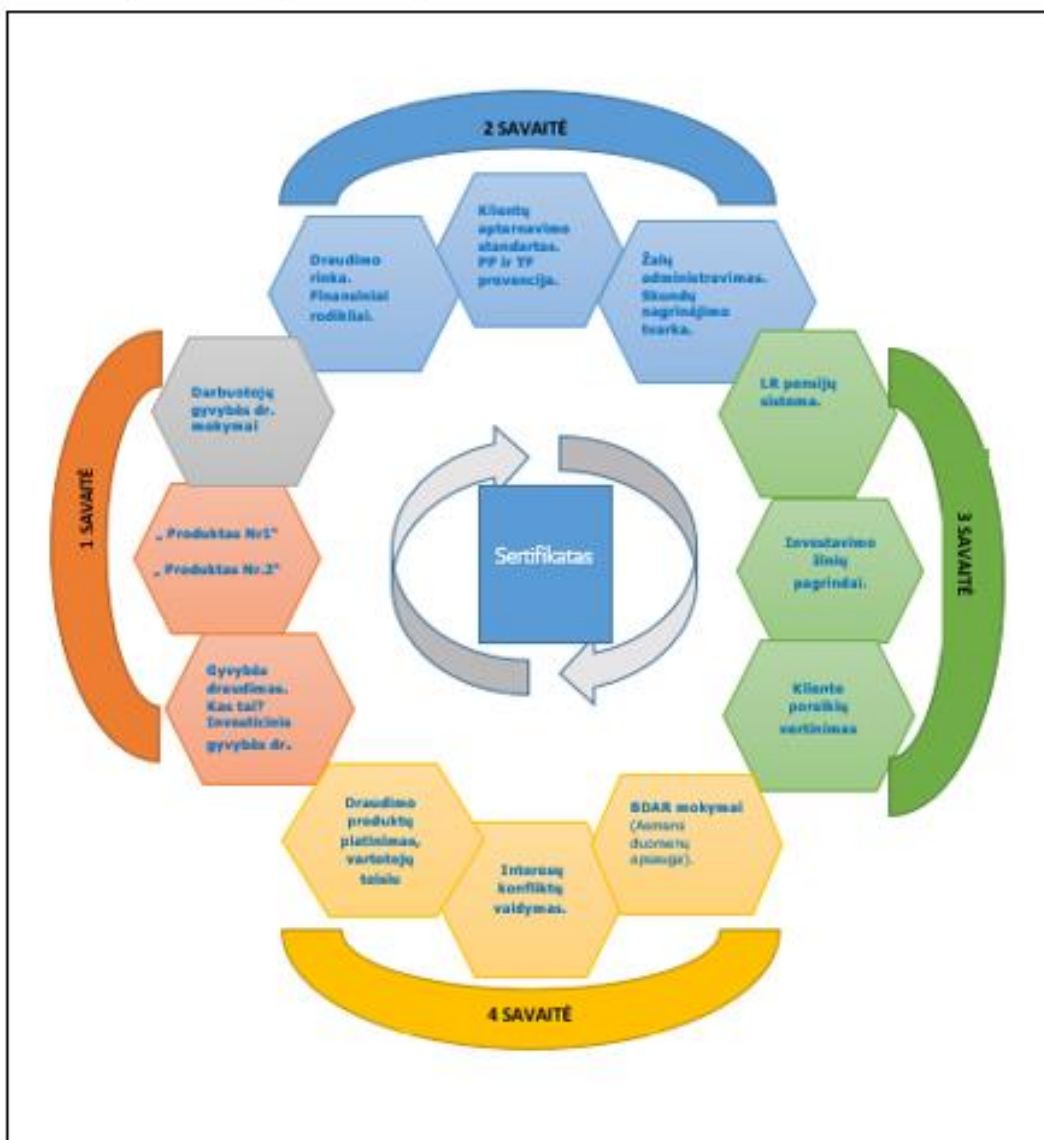 2 SAVAITĖ
Draudimo
rinka.
Finansiniai
rodikliai.
Klientų
aptarnavimo
standartas.
PP ir TF
prevencija.
Žalų
administravimas.
Skundų
nagrinėjimo
tvarka.
1 SAVAITĖ
Darbuotojų
gyvybės dr.
mokymai
„ Produktas Nr1"
„ Produktas Nr.2"
Gyvybės
draudimas.
Kas tai?
Investicinis
gyvybės dr.
Sertifikatas
3 SAVAITĖ
LR pensijų
sistema.
Investavimo
žinių
pagrindai.
Kliento
poreikių
vertinimas
Draudimo
produktų
platinimas,
vartotojų
teisių
Interesų
konfliktų
valdymas.
BDAR mokymai
(Asmens
duomenų
apsauga).
4 SAVAITĖ